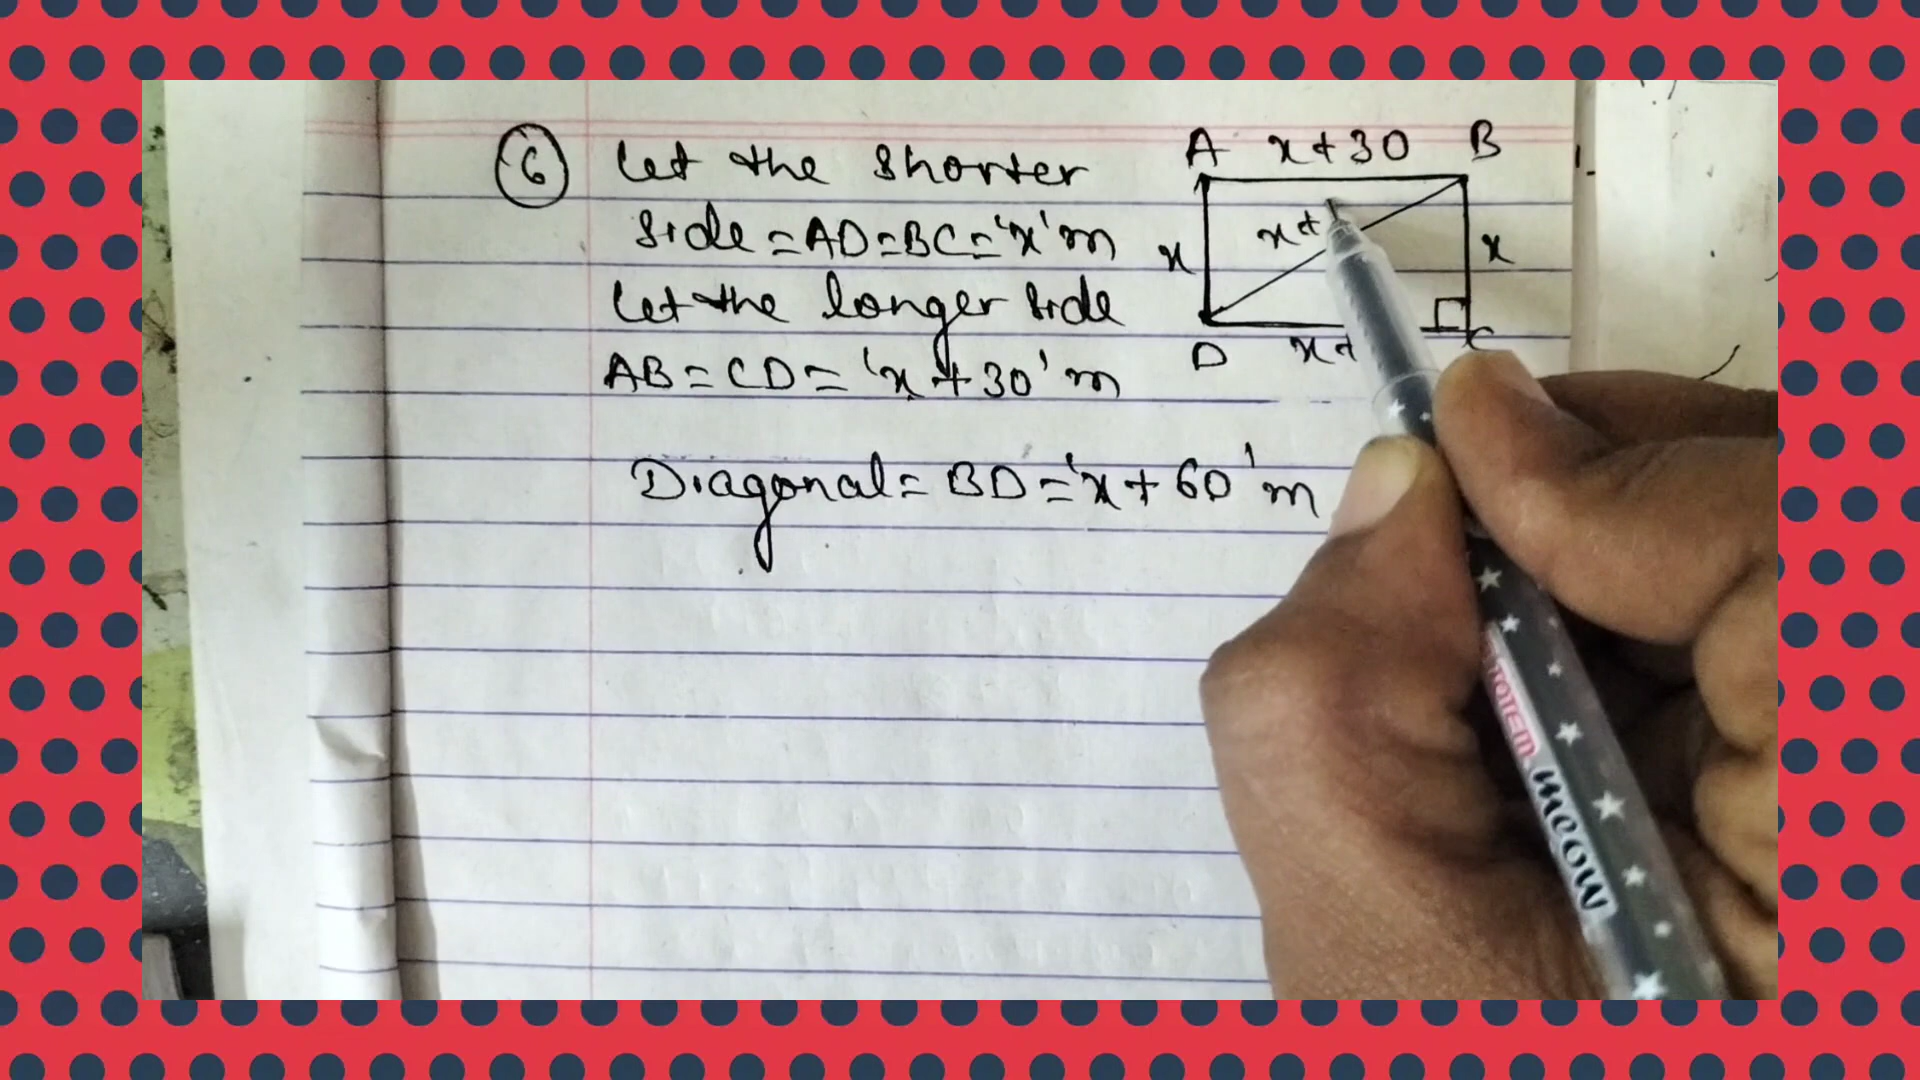 6 Let the shorter
side = AD = BC = 'x' m
Let the longer side
AB = CD = 'x + 30' m
Diagonal = BD = 'x + 60' m
A x + 30 B
x x + x
D x + C
meow